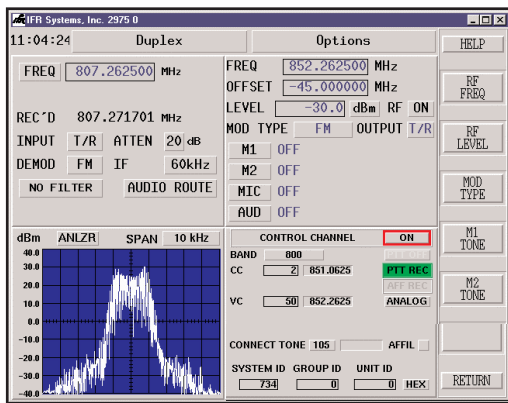 IFR Systems, Inc. 2975 0
11:04:24 Duplex Options
HELP
FREQ 807.262500 MHz
FREQ 852.262500 MHz
OFFSET -45.000000 MHz
RF FREQ
LEVEL -30.0 dBm RF ON
REC'D 807.271701 MHz
MOD TYPE FM OUTPUT T/R
RF LEVEL
INPUT T/R ATTEN 20 dB
M1 OFF
DEMOD FM IF 60kHz
M2 OFF
NO FILTER AUDIO ROUTE
MIC OFF
MOD TYPE
AUD OFF
dBm ANLZR SPAN 10 kHz
CONTROL CHANNEL ON
M1 TONE
BAND 800 PTT OFF
40.0
30.0
20.0
10.0
0.0
-10.0
-20.0
-30.0
-40.0
CC 2 851.0625 PTT REC
AFF REC
M2 TONE
VC 50 852.2625 ANALOG
CONNECT TONE 105 AFFIL
SYSTEM ID GROUP ID UNIT ID
734 0 0 HEX
RETURN